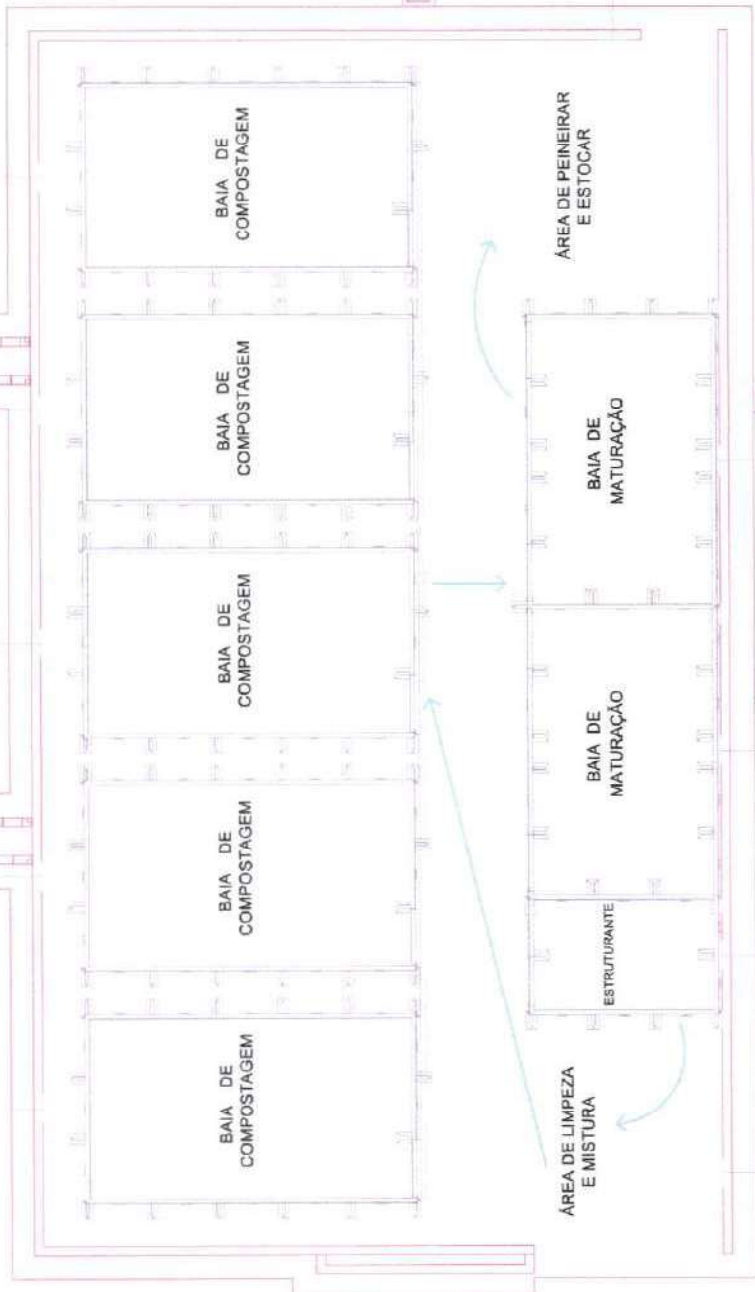 BAIA DE
COMPOSTAGEM
BAIA DE
COMPOSTAGEM
BAIA DE
COMPOSTAGEM
BAIA DE
COMPOSTAGEM
BAIA DE
COMPOSTAGEM
ÁREA DE LIMPEZA
E MISTURA
ESTRUTURANTE
BAIA DE
MATURAÇÃO
BAIA DE
MATURAÇÃO
ÁREA DE PEINEIRAR
E ESTOCAR